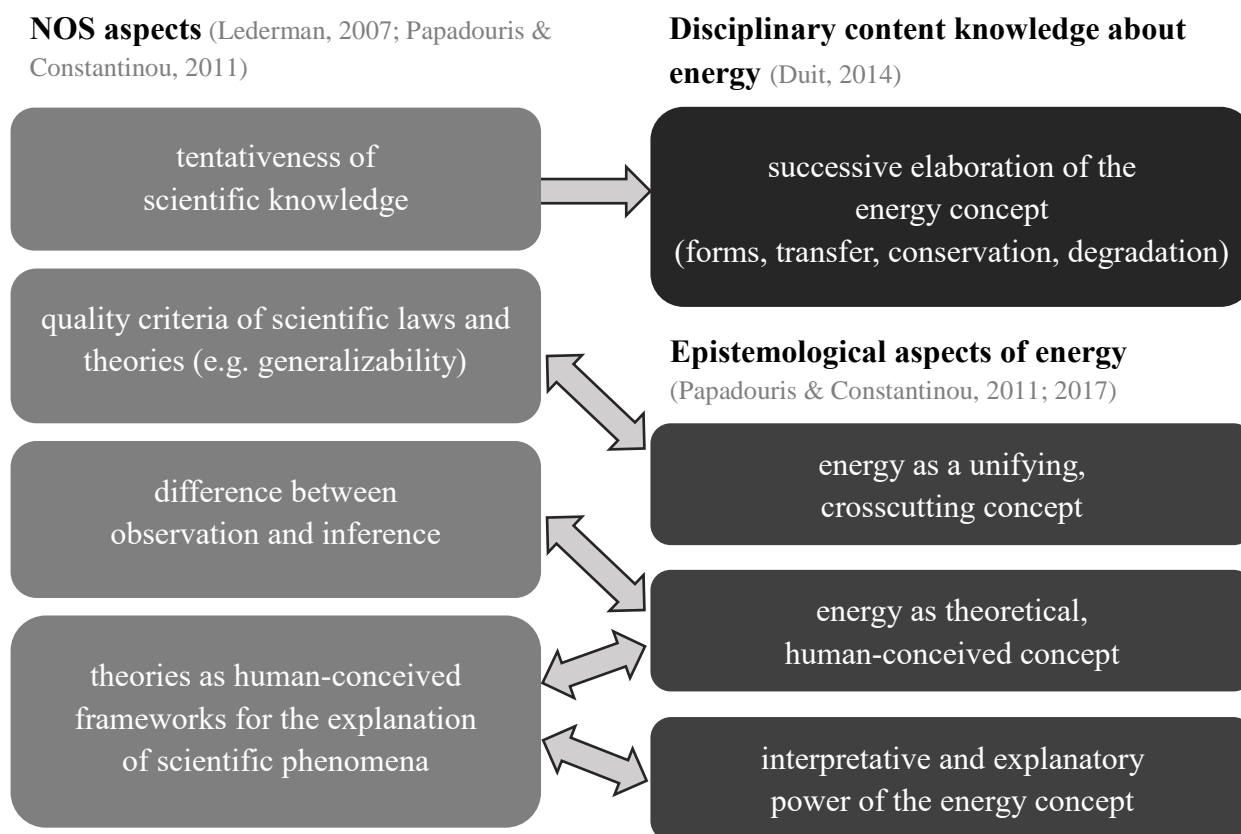 NOS aspects (Lederman, 2007; Papadouris &
Constantinou, 2011)
tentativeness of
scientific knowledge
quality criteria of scientific laws and
theories (e.g. generalizability)
difference between
observation and inference
theories as human-conceived
frameworks for the explanation
of scientific phenomena
Disciplinary content knowledge about
energy (Duit, 2014)
successive elaboration of the
energy concept
(forms, transfer, conservation, degradation)
Epistemological aspects of energy
(Papadouris & Constantinou, 2011; 2017)
energy as a unifying,
crosscutting concept
energy as theoretical,
human-conceived concept
interpretative and explanatory
power of the energy concept